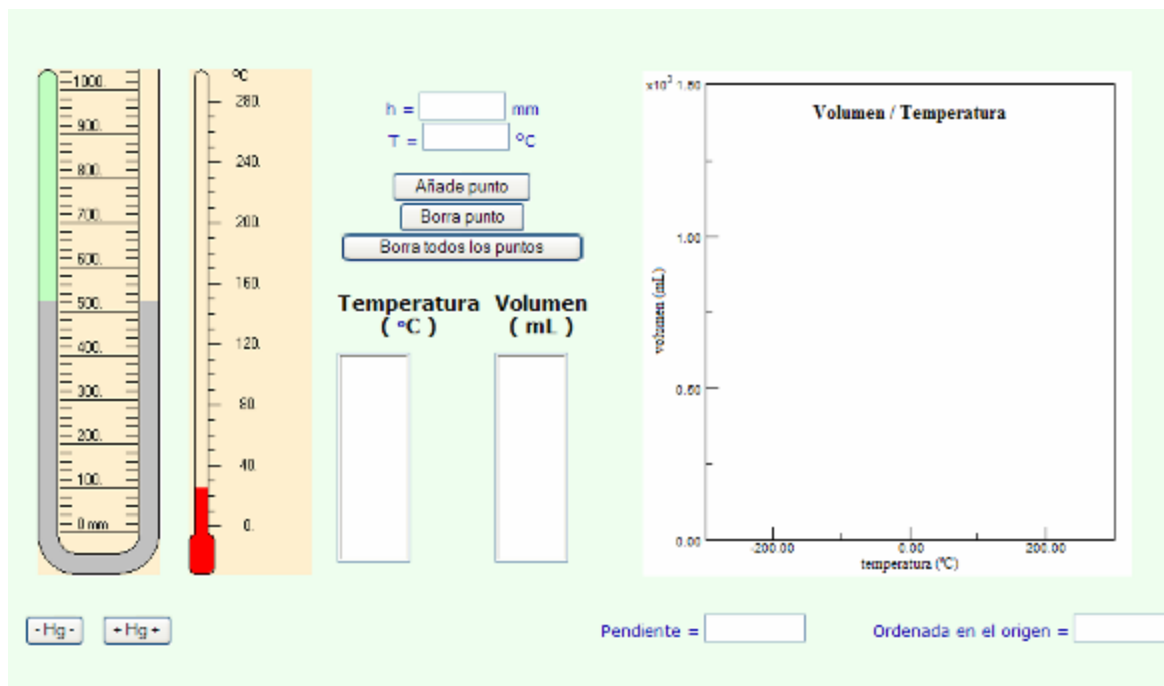 1000.
900.
800.
700.
600.
500.
400.
300.
200.
100.
0 mm
ºC
280.
240.
200.
160.
120.
80.
40.
0.
h = mm
T = ºC
Añade punto
Borra punto
Borra todos los puntos
Temperatura Volumen
( ºC ) ( mL )
x10³ 1.50
Volumen / Temperatura
1.00
volumen (mL)
0.50
0.00
-200.00 0.00 200.00
temperatura (ºC)
- Hg - + Hg +
Pendiente = Ordenada en el origen =